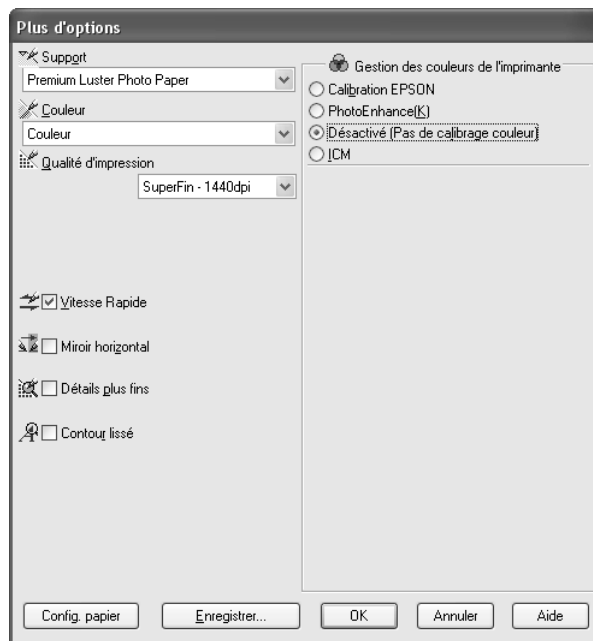 Plus d'options
Support
Premium Luster Photo Paper
Couleur
Couleur
Qualité d'impression
SuperFin - 1440dpi
Vitesse Rapide
Miroir horizontal
Détails plus fins
Contour lissé
Gestion des couleurs de l'imprimante
Calibration EPSON
PhotoEnhance(K)
Désactivé (Pas de calibrage couleur)
ICM
Config. papier
Enregistrer...
OK
Annuler
Aide